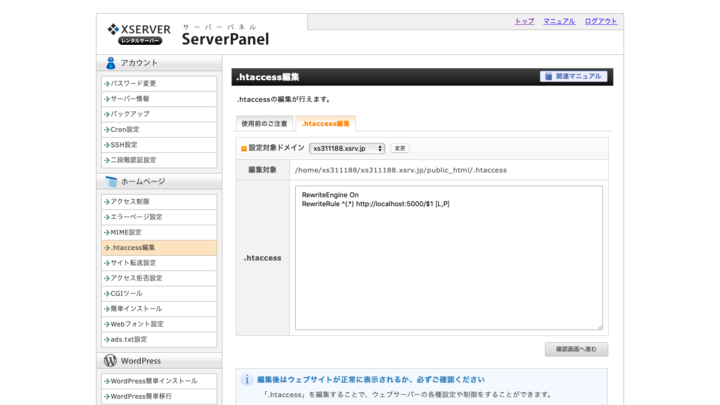 XSERVER
レンタルサーバー
サーバーパネル
ServerPanel
トップ マニュアル ログアウト
アカウント
パスワード変更
サーバー情報
バックアップ
Cron設定
SSH設定
二段階認証設定
ホームページ
アクセス制限
エラーページ設定
MIME設定
.htaccess編集
サイト転送設定
アクセス拒否設定
CGIツール
簡単インストール
Webフォント設定
ads.txt設定
WordPress
WordPress簡単インストール
WordPress簡単移行
.htaccess編集
関連マニュアル
.htaccessの編集が行えます。
使用前のご注意 .htaccess編集
設定対象ドメイン xs311188.xsrv.jp 変更
編集対象 /home/xs311188/xs311188.xsrv.jp/public_html/.htaccess
.htaccess
RewriteEngine On
RewriteRule ^(.*) http://localhost:5000/$1 [L,P]
確認画面へ進む
編集後はウェブサイトが正常に表示されるか、必ずご確認ください
「.htaccess」を編集することで、ウェブサーバーの各種設定や制御をすることができます。